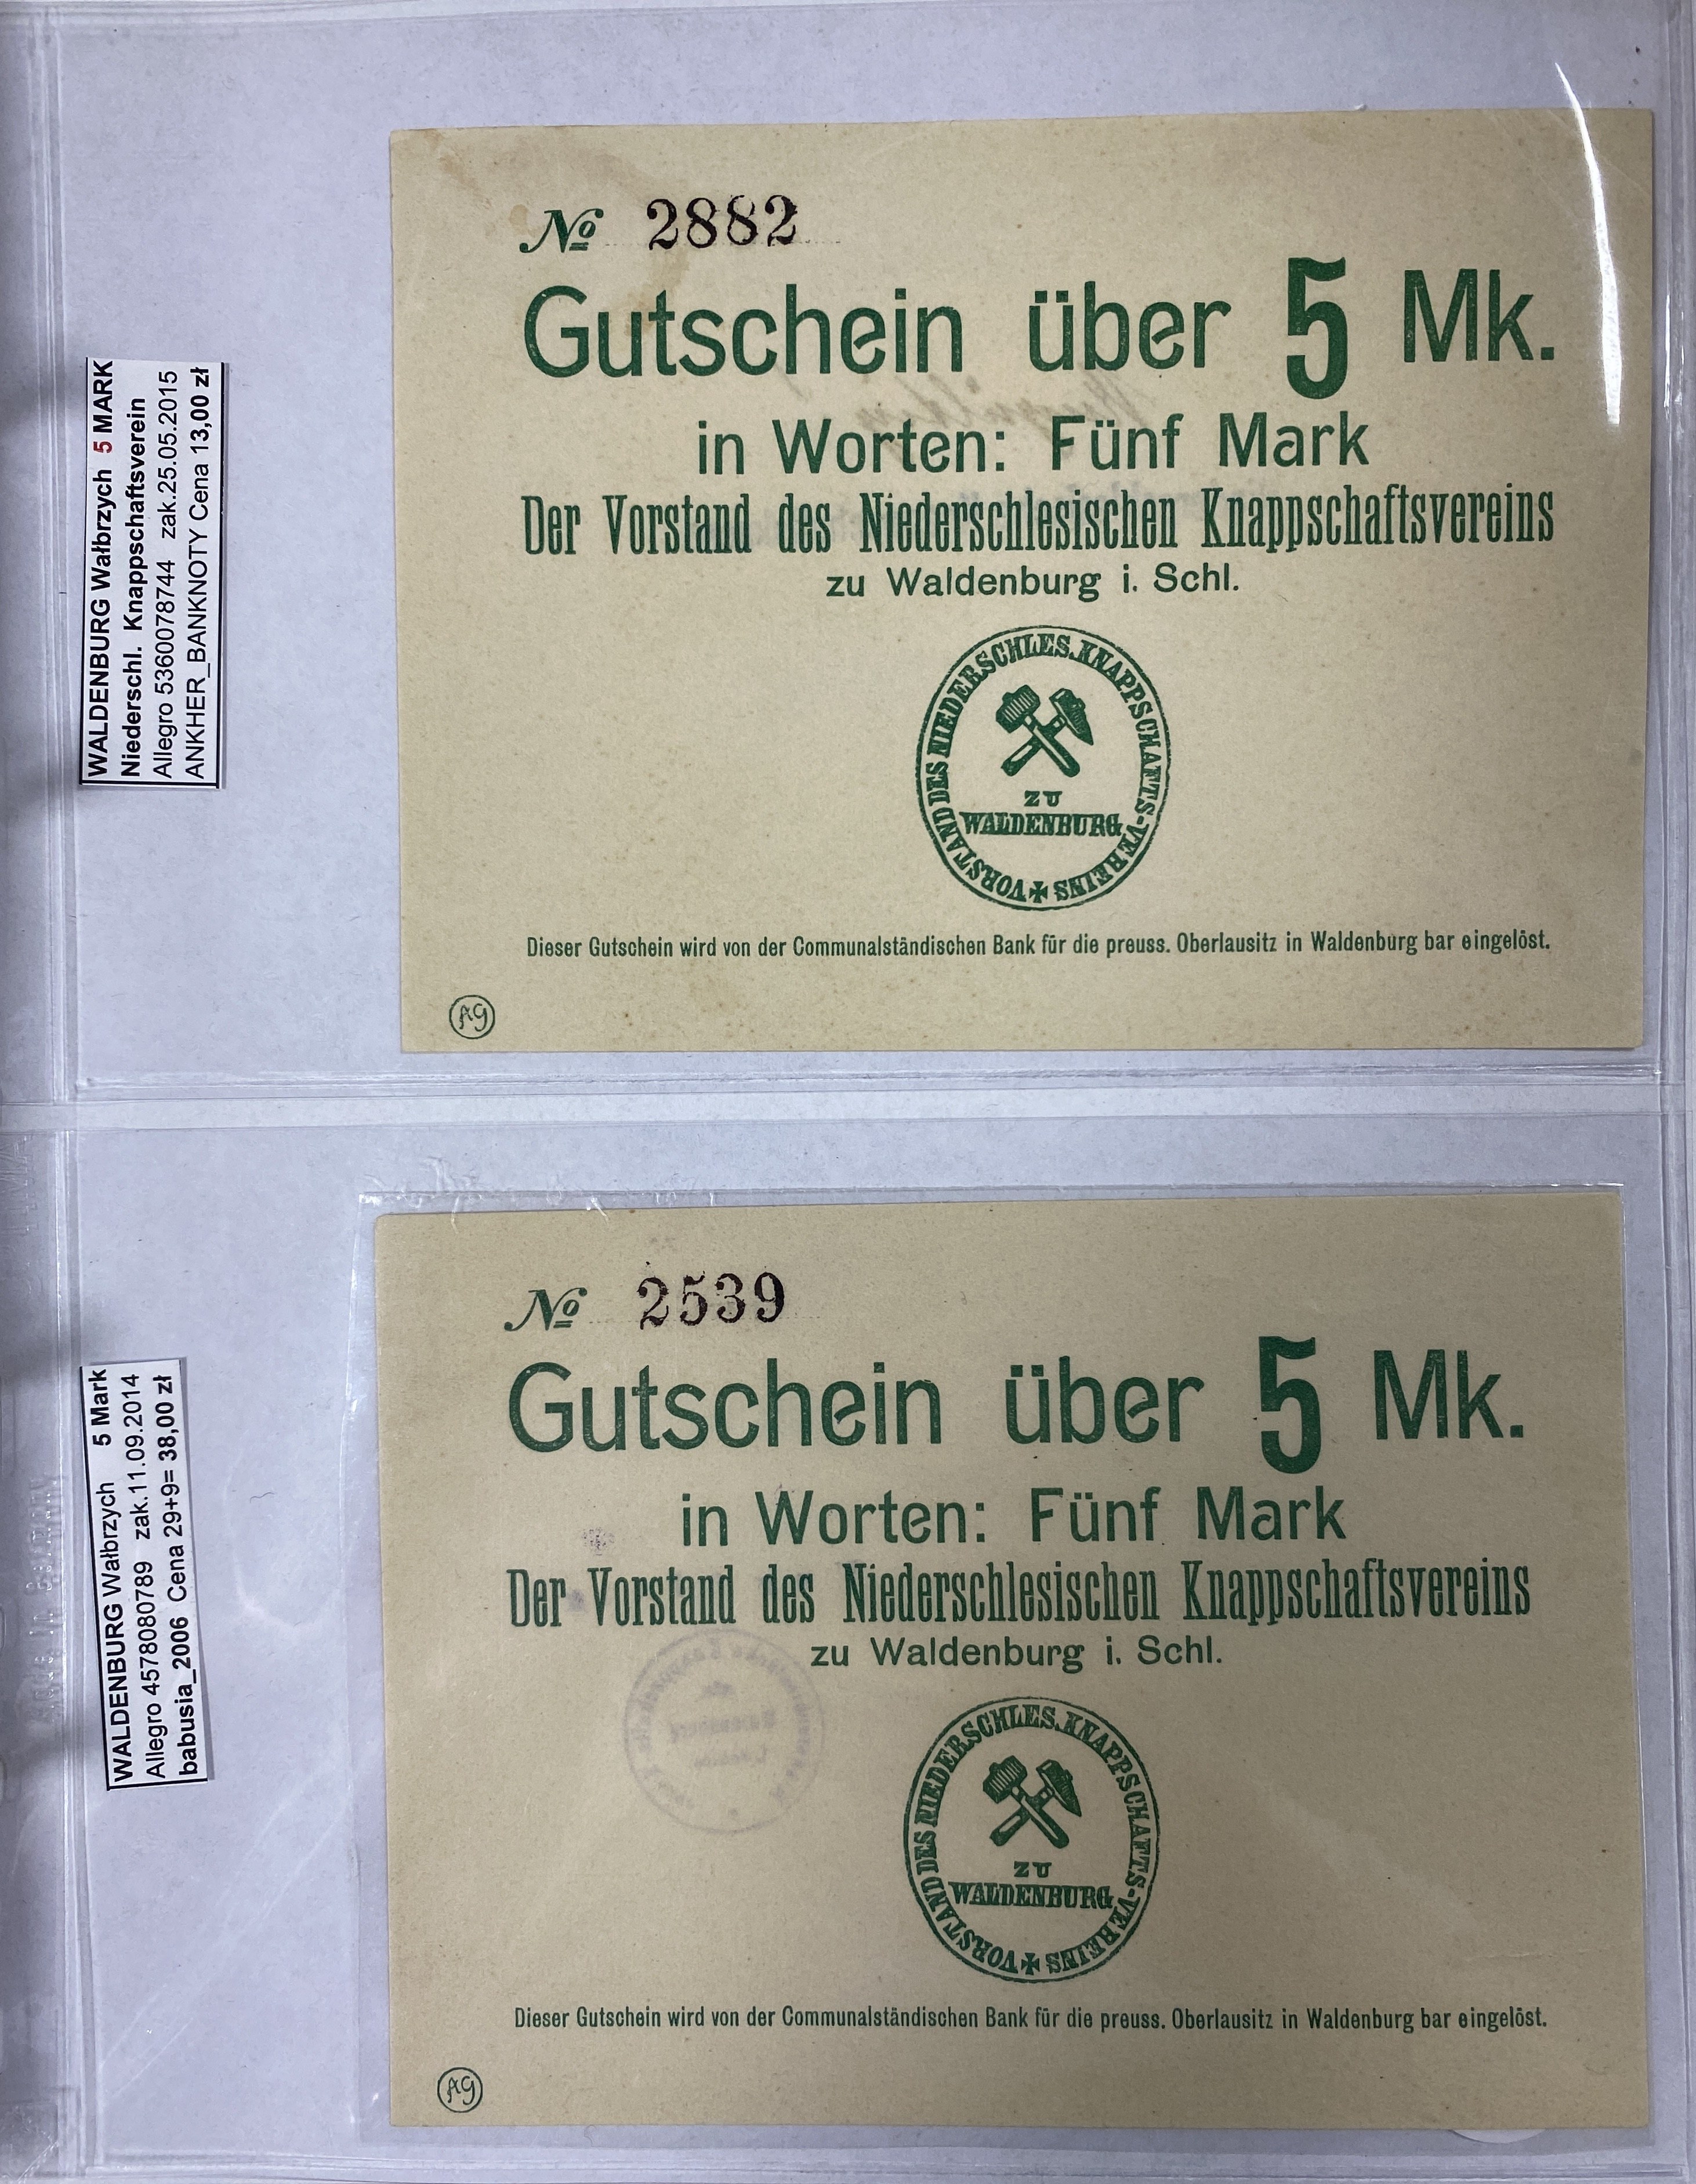 WALDENBURG Wałbrzych 5 MARK
Niederschl. Knappschaftsverein
Allegro 5360078744 zak.25.05.2015
ANKHER_BANKNOTY Cena 13,00 zł
№ 2882
Gutschein über 5 Mk.
in Worten: Fünf Mark
Der Vorstand des Niederschlesischen Knappschaftsvereins
zu Waldenburg i. Schl.
VORSTAND DES NIEDERSCHLES. KNAPPSCHAFTS-VEREINS
ZU
WALDENBURG
Dieser Gutschein wird von der Communalständischen Bank für die preuss. Oberlausitz in Waldenburg bar eingelöst.
AG
WALDENBURG Wałbrzych 5 Mark
Allegro 4578080789 zak.11.09.2014
babusia_2006 Cena 29+9= 38,00 zł
№ 2539
Gutschein über 5 Mk.
in Worten: Fünf Mark
Der Vorstand des Niederschlesischen Knappschaftsvereins
zu Waldenburg i. Schl.
VORSTAND DES NIEDERSCHLES. KNAPPSCHAFTS-VEREINS
ZU
WALDENBURG
Dieser Gutschein wird von der Communalständischen Bank für die preuss. Oberlausitz in Waldenburg bar eingelöst.
AG